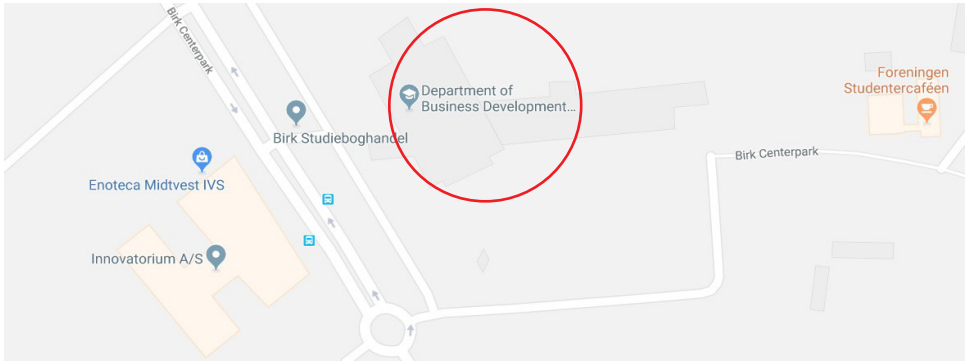 Birk Centerpark
Department of
Business Development...
Foreningen
Studentercaféen
Birk Studieboghandel
Birk Centerpark
Enoteca Midtvest IVS
Innovatorium A/S